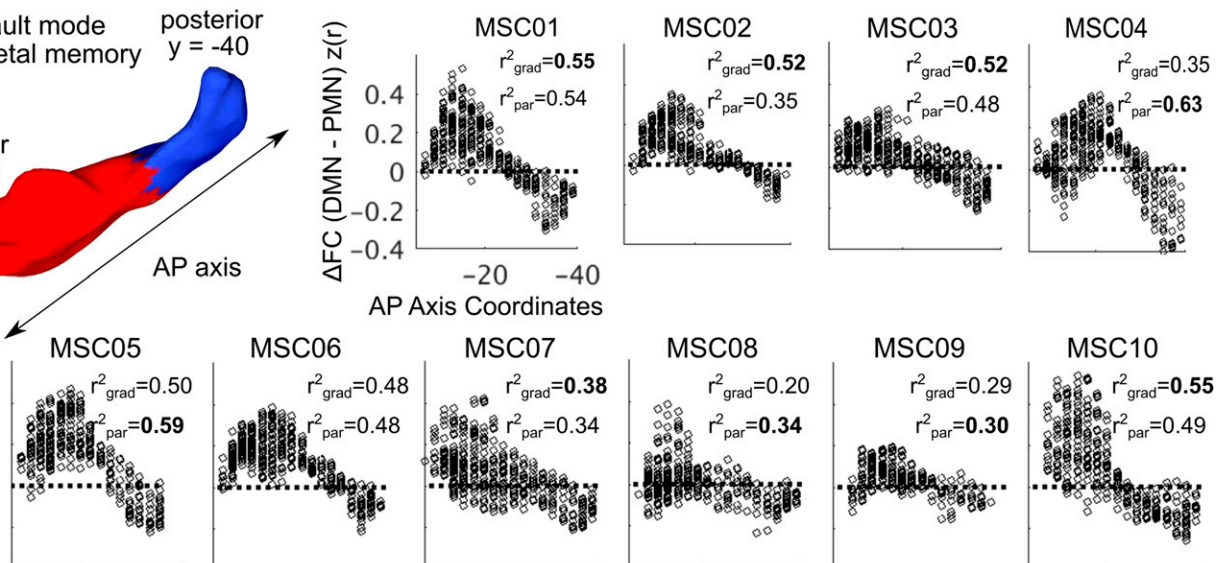 ault mode
etal memory
posterior
y = -40
r
AP axis
ΔFC (DMN - PMN) z(r)
0.4
0.2
0
−0.2
−0.4
−20
−40
AP Axis Coordinates
MSC01
r²grad=0.55
r²par=0.54
MSC02
r²grad=0.52
r²par=0.35
MSC03
r²grad=0.52
r²par=0.48
MSC04
r²grad=0.35
r²par=0.63
MSC05
r²grad=0.50
r²par=0.59
MSC06
r²grad=0.48
r²par=0.48
MSC07
r²grad=0.38
r²par=0.34
MSC08
r²grad=0.20
r²par=0.34
MSC09
r²grad=0.29
r²par=0.30
MSC10
r²grad=0.55
r²par=0.49